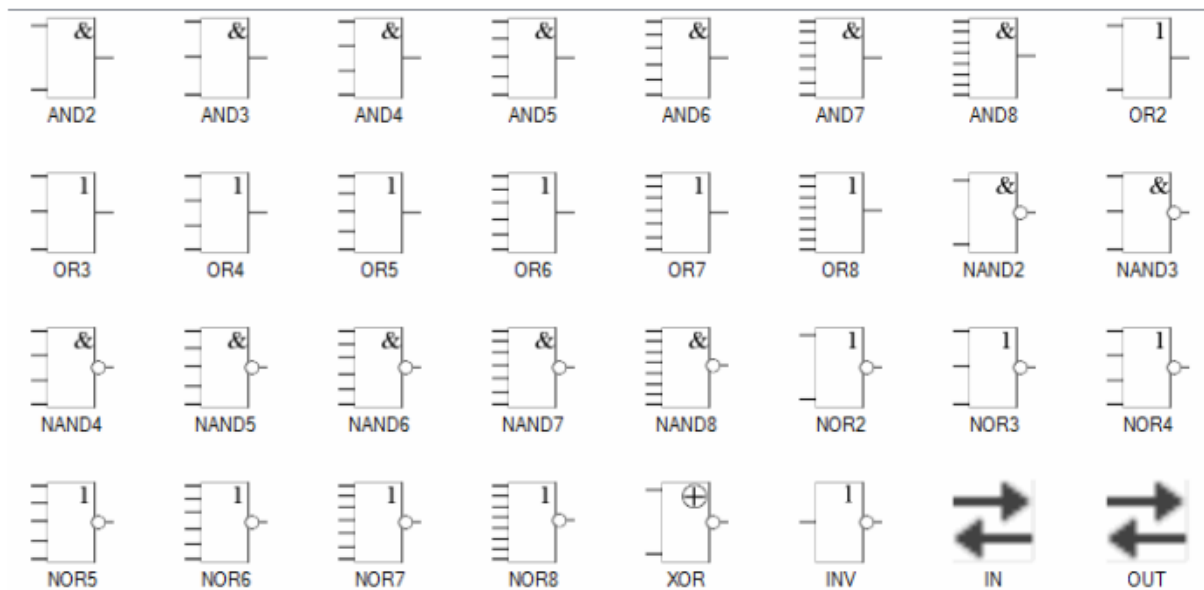 & & & & & & & 1
AND2 AND3 AND4 AND5 AND6 AND7 AND8 OR2
1 1 1 1 1 1 & &
OR3 OR4 OR5 OR6 OR7 OR8 NAND2 NAND3
& & & & & 1 1 1
NAND4 NAND5 NAND6 NAND7 NAND8 NOR2 NOR3 NOR4
1 1 1 1 ⊕ 1
NOR5 NOR6 NOR7 NOR8 XOR INV IN OUT